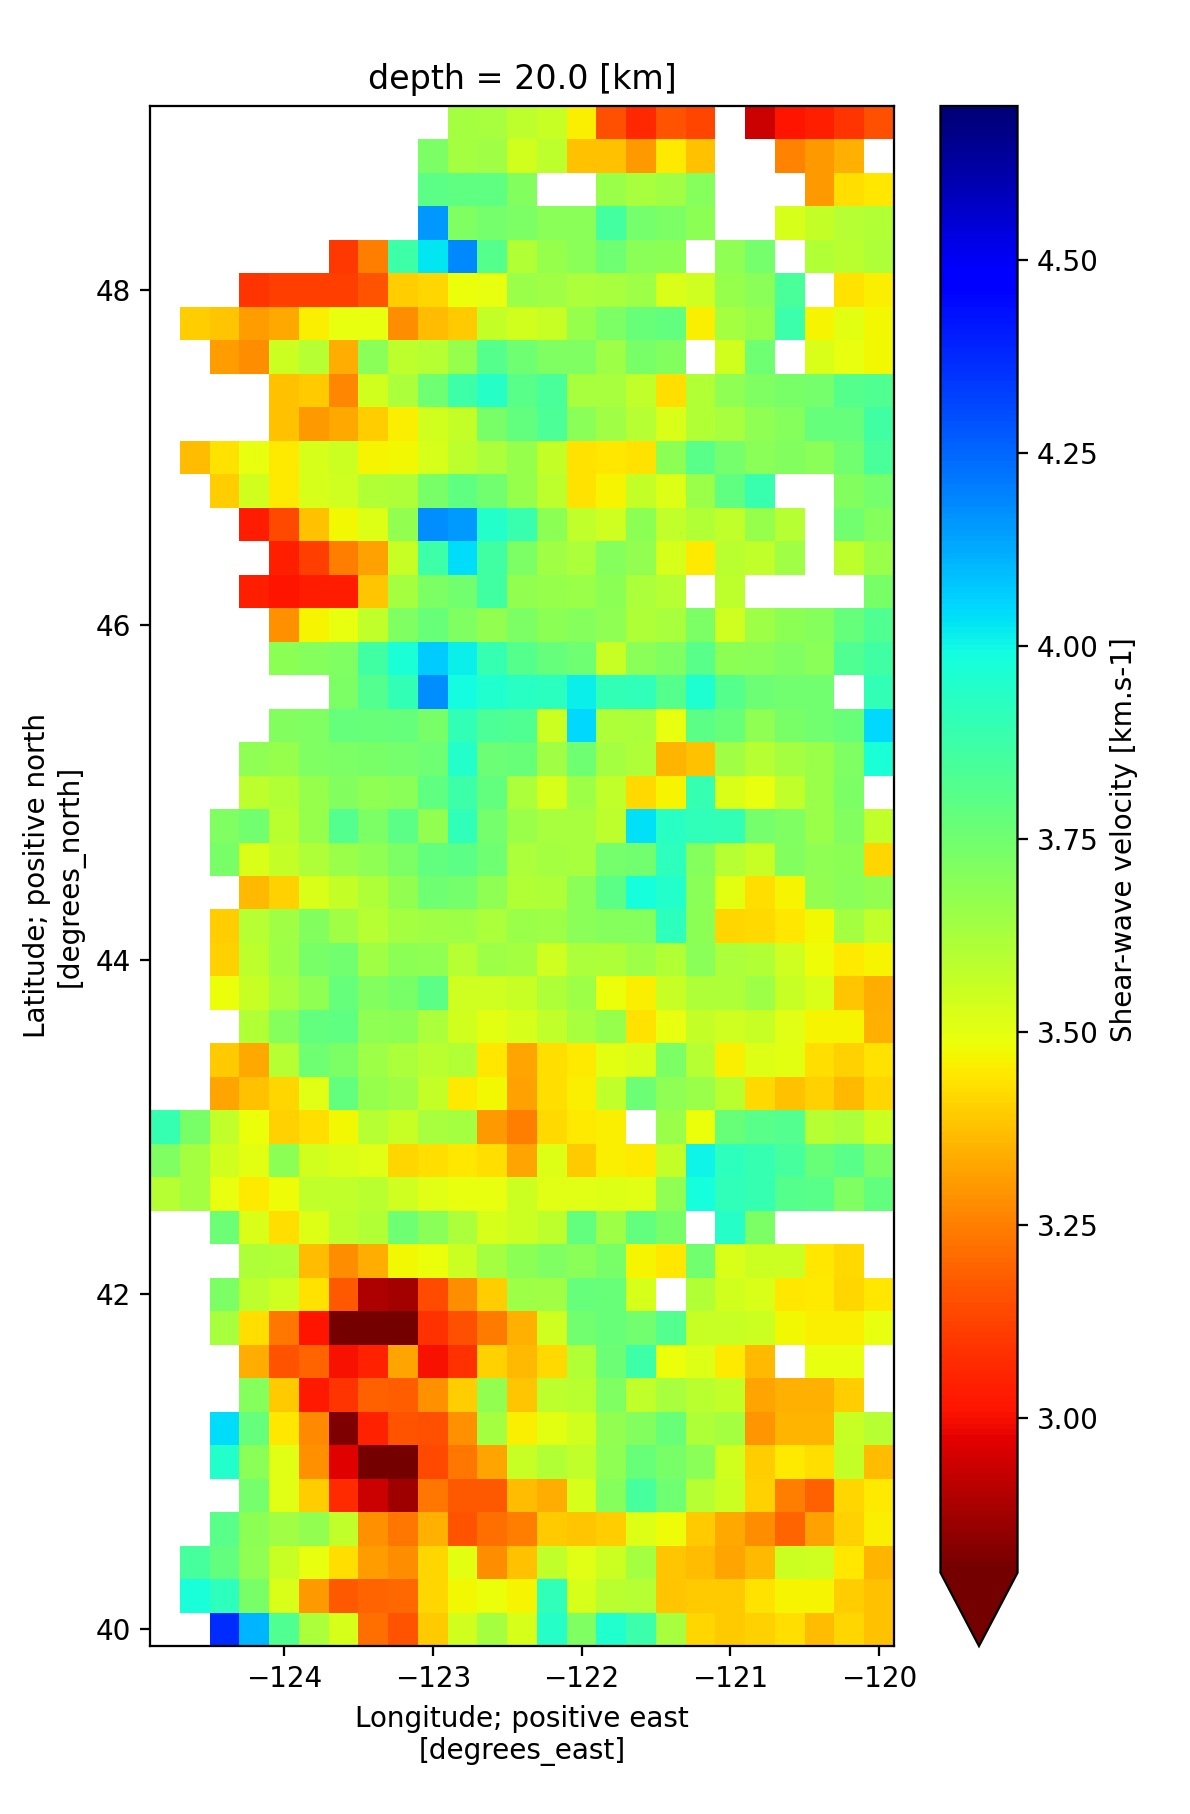 depth = 20.0 [km]
48
46
44
42
40
Latitude; positive north
[degrees_north]
−124
−123
−122
−121
−120
Longitude; positive east
[degrees_east]
4.50
4.25
4.00
3.75
3.50
3.25
3.00
Shear-wave velocity [km.s-1]